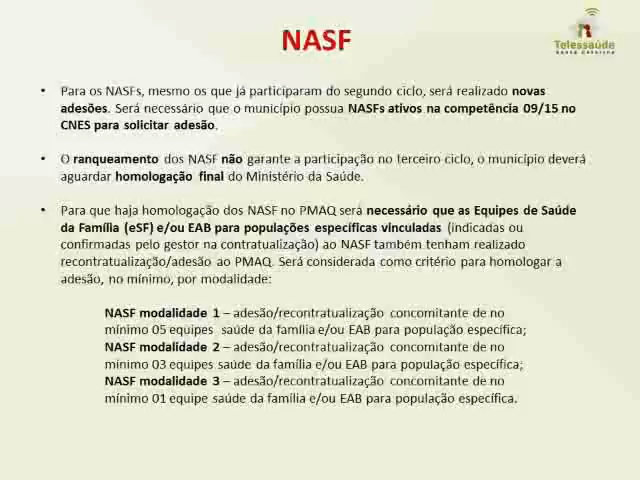 NASF
Telessaúde
Santa Catarina
• Para os NASFs, mesmo os que já participaram do segundo ciclo, será realizado novas
adesões. Será necessário que o município possua NASFs ativos na competência 09/15 no
CNES para solicitar adesão.
• O ranqueamento dos NASF não garante a participação no terceiro ciclo, o município deverá
aguardar homologação final do Ministério da Saúde.
• Para que haja homologação dos NASF no PMAQ será necessário que as Equipes de Saúde
da Família (eSF) e/ou EAB para populações específicas vinculadas (indicadas ou
confirmadas pelo gestor na contratualização) ao NASF também tenham realizado
recontratualização/adesão ao PMAQ. Será considerada como critério para homologar a
adesão, no mínimo, por modalidade:
NASF modalidade 1 – adesão/recontratualização concomitante de no
mínimo 05 equipes saúde da família e/ou EAB para população específica;
NASF modalidade 2 – adesão/recontratualização concomitante de no
mínimo 03 equipes saúde da família e/ou EAB para população específica;
NASF modalidade 3 – adesão/recontratualização concomitante de no
mínimo 01 equipe saúde da família e/ou EAB para população específica.